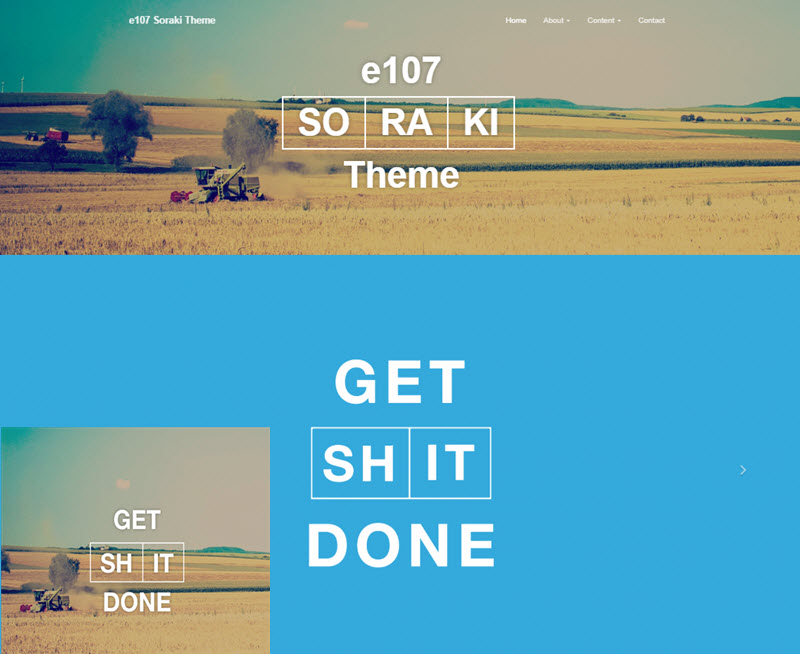 e107 Soraki Theme
Home About Content Contact
e107
SO RA KI
Theme
GET
SH IT
DONE
GET
SH IT
DONE